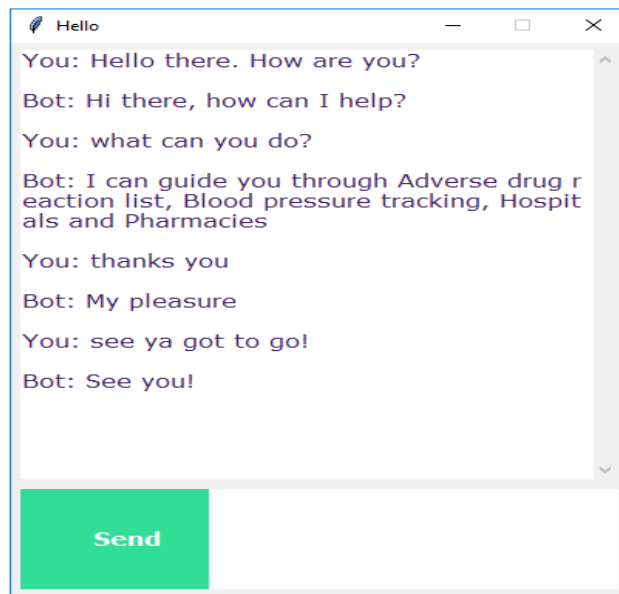 Hello
You: Hello there. How are you?
Bot: Hi there, how can I help?
You: what can you do?
Bot: I can guide you through Adverse drug r
eaction list, Blood pressure tracking, Hospit
als and Pharmacies
You: thanks you
Bot: My pleasure
You: see ya got to go!
Bot: See you!
Send